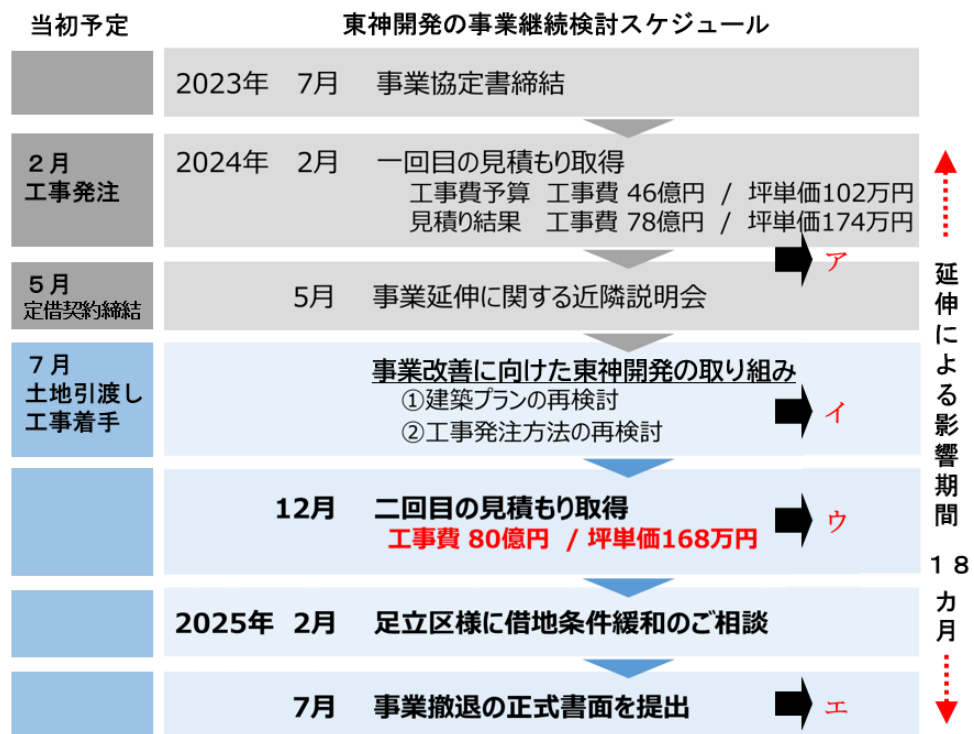 当初予定
東神開発の事業継続検討スケジュール
2023年 7月 事業協定書締結
2月
工事発注
2024年 2月 一回目の見積もり取得
工事費予算 工事費 46億円 / 坪単価102万円
見積り結果 工事費 78億円 / 坪単価174万円
ア
5月
定借契約締結
5月 事業延伸に関する近隣説明会
7月
土地引渡し
工事着手
事業改善に向けた東神開発の取り組み
①建築プランの再検討
②工事発注方法の再検討
イ
12月 二回目の見積もり取得
工事費 80億円 / 坪単価168万円
ウ
2025年 2月 足立区様に借地条件緩和のご相談
7月 事業撤退の正式書面を提出
エ
延伸による影響期間 18カ月